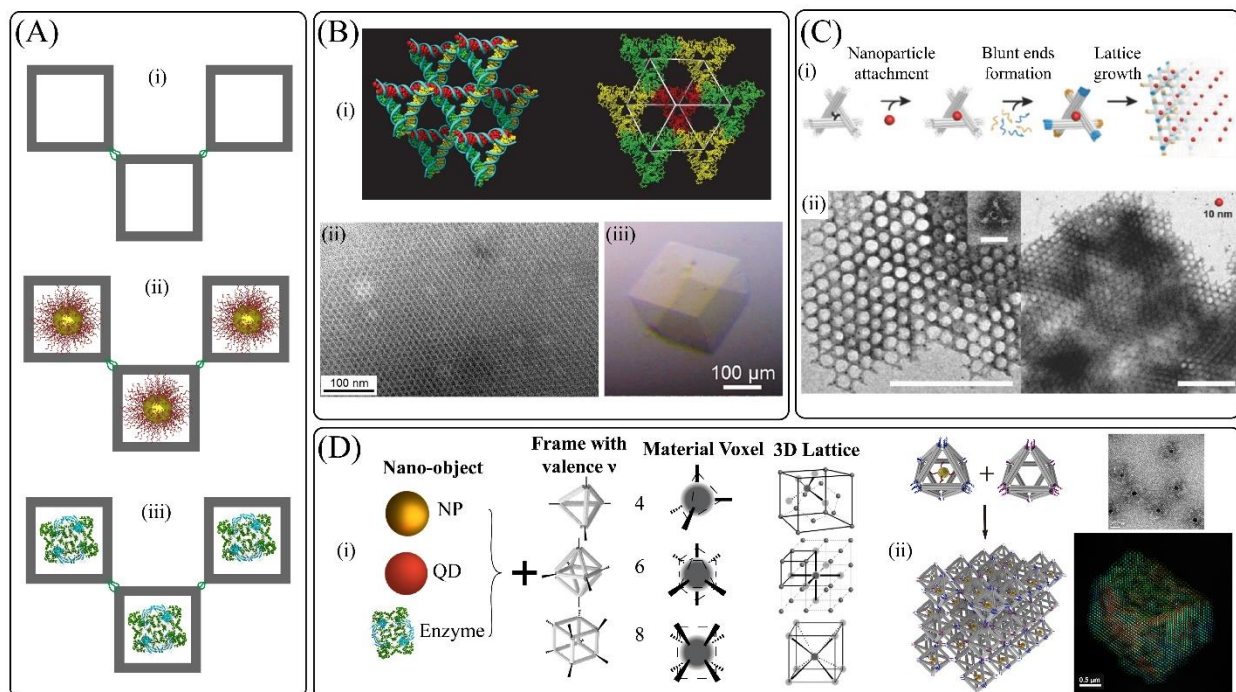 (A)
(i)
(ii)
(iii)
(B)
(i)
(ii)
100 nm
(iii)
100 µm
(C)
(i)
Nanoparticle
attachment
Blunt ends
formation
Lattice
growth
(ii)
10 nm
(D)
(i)
Nano-object
NP
QD
Enzyme
+
Frame with
valence ν
4
6
8
Material Voxel
3D Lattice
(ii)
+
0.5 µm